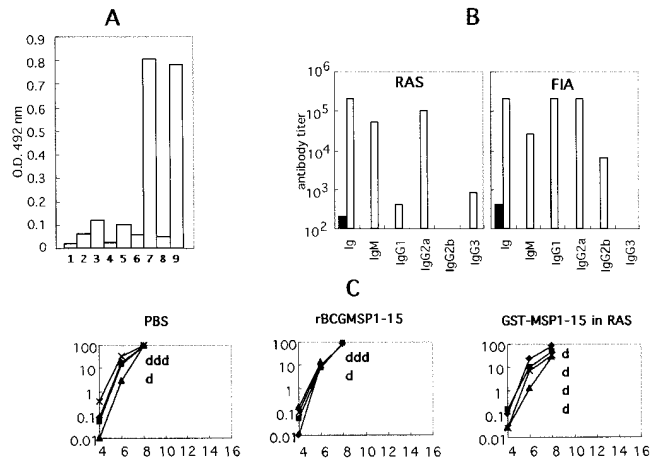 A
0.9
0.8
0.7
0.6
0.5
0.4
0.3
0.2
0.1
0
O.D. 492 nm
1 2 3 4 5 6 7 8 9
B
antibody titer
10^6
10^5
10^4
10^3
10^2
RAS
Ig IgM IgG1 IgG2a IgG2b IgG3
FIA
Ig IgM IgG1 IgG2a IgG2b IgG3
C
PBS
100
10
1
0.1
0.01
ddd
d
4 6 8 10 12 14 16
rBCGMSP1-15
100
10
1
0.1
0.01
ddd
d
4 6 8 10 12 14 16
GST-MSP1-15 in RAS
100
10
1
0.1
0.01
d
d
d
d
4 6 8 10 12 14 16